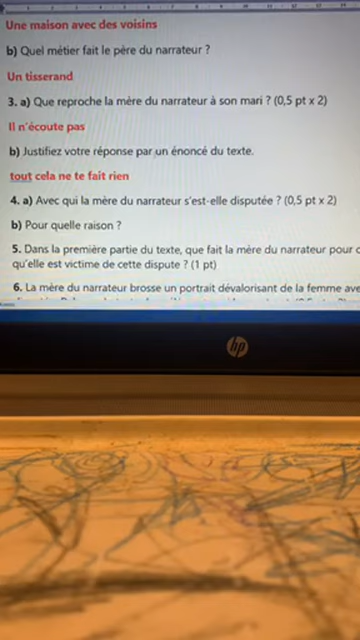 Une maison avec des voisins
b) Quel métier fait le père du narrateur ?
Un tisserand
3. a) Que reproche la mère du narrateur à son mari ? (0,5 pt x 2)
Il n'écoute pas
b) Justifiez votre réponse par un énoncé du texte.
tout cela ne te fait rien
4. a) Avec qui la mère du narrateur s'est-elle disputée ? (0,5 pt x 2)
b) Pour quelle raison ?
5. Dans la première partie du texte, que fait la mère du narrateur pour
qu'elle est victime de cette dispute ? (1 pt)
6. La mère du narrateur brosse un portrait dévalorisant de la femme
hp